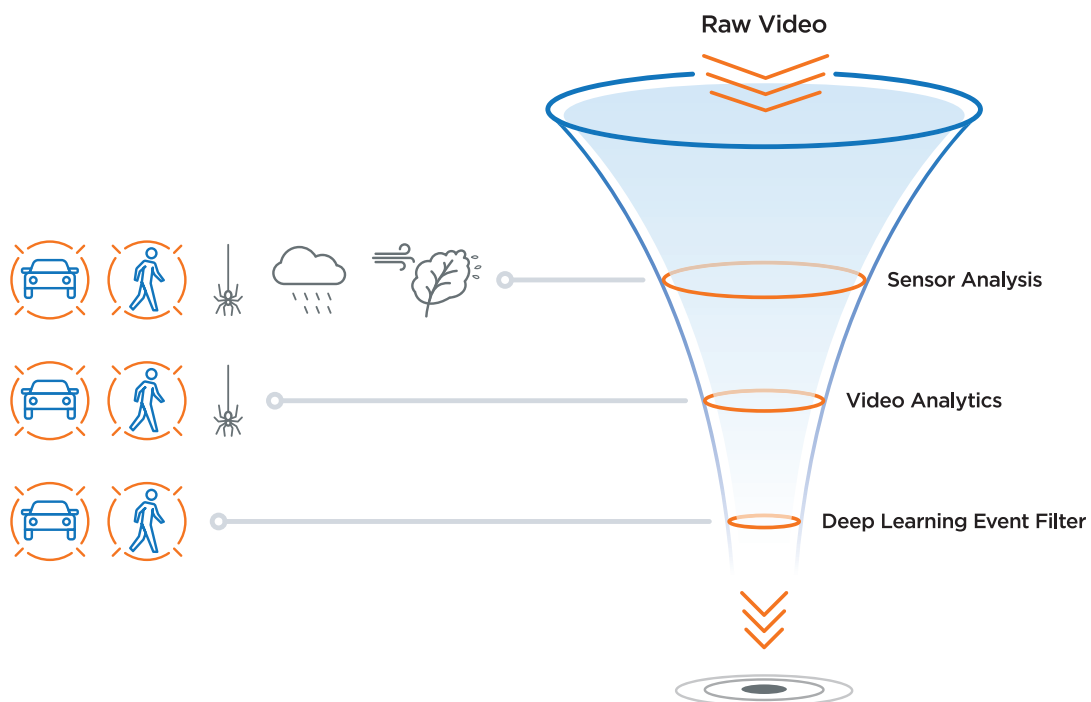 Raw Video
Sensor Analysis
Video Analytics
Deep Learning Event Filter